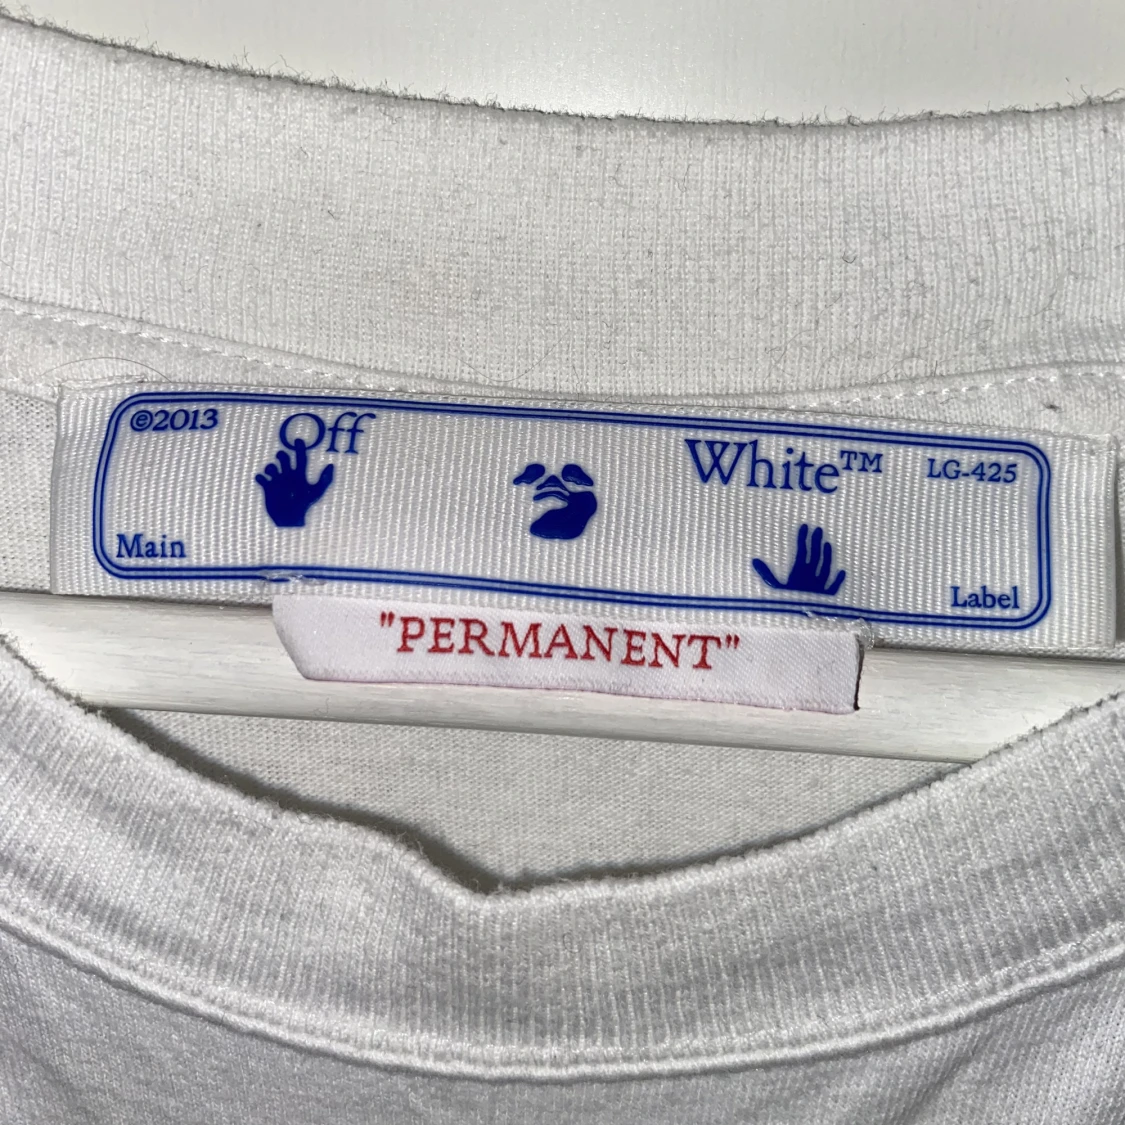 ©2013
Off
White™
LG-425
Main
Label
"PERMANENT"